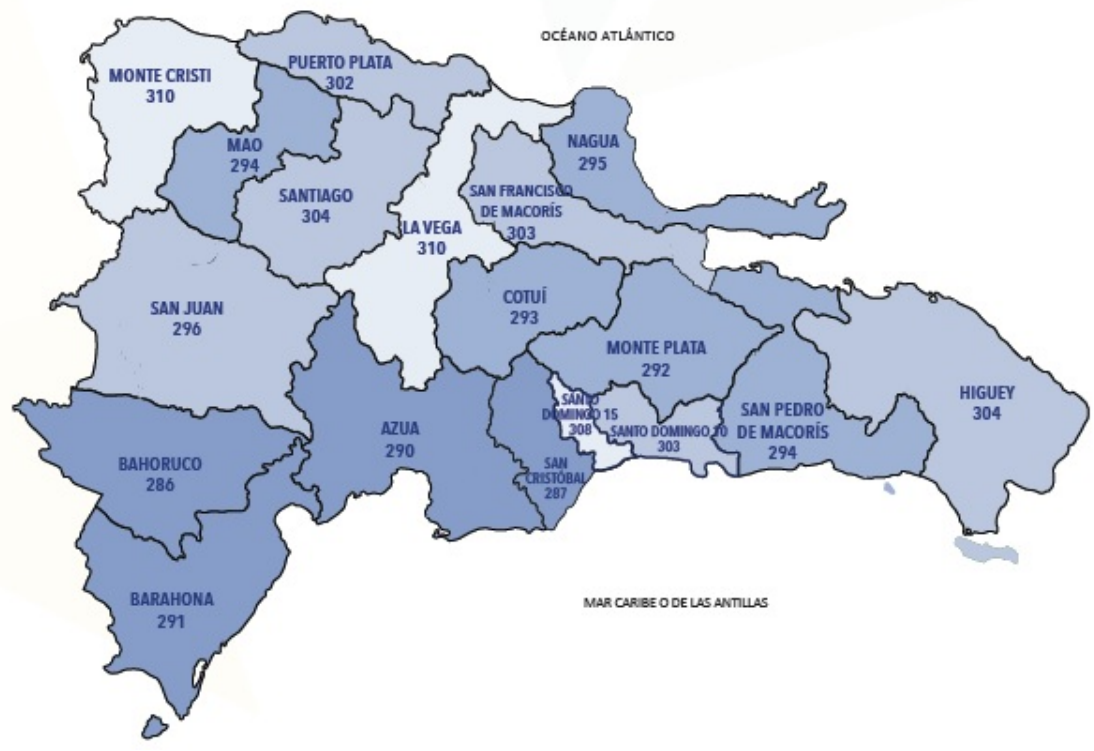 OCÉANO ATLÁNTICO
PUERTO PLATA
302
MONTE CRISTI
310
MAO
294
NAGUA
295
SANTIAGO
304
SAN FRANCISCO
DE MACORÍS
303
LA VEGA
310
SAN JUAN
296
COTUÍ
293
MONTE PLATA
292
HIGUEY
304
SANTO
DOMINGO 15
308
SANTO DOMINGO 10
303
SAN PEDRO
DE MACORÍS
294
AZUA
290
BAHORUCO
286
SAN
CRISTÓBAL
287
BARAHONA
291
MAR CARIBE O DE LAS ANTILLAS